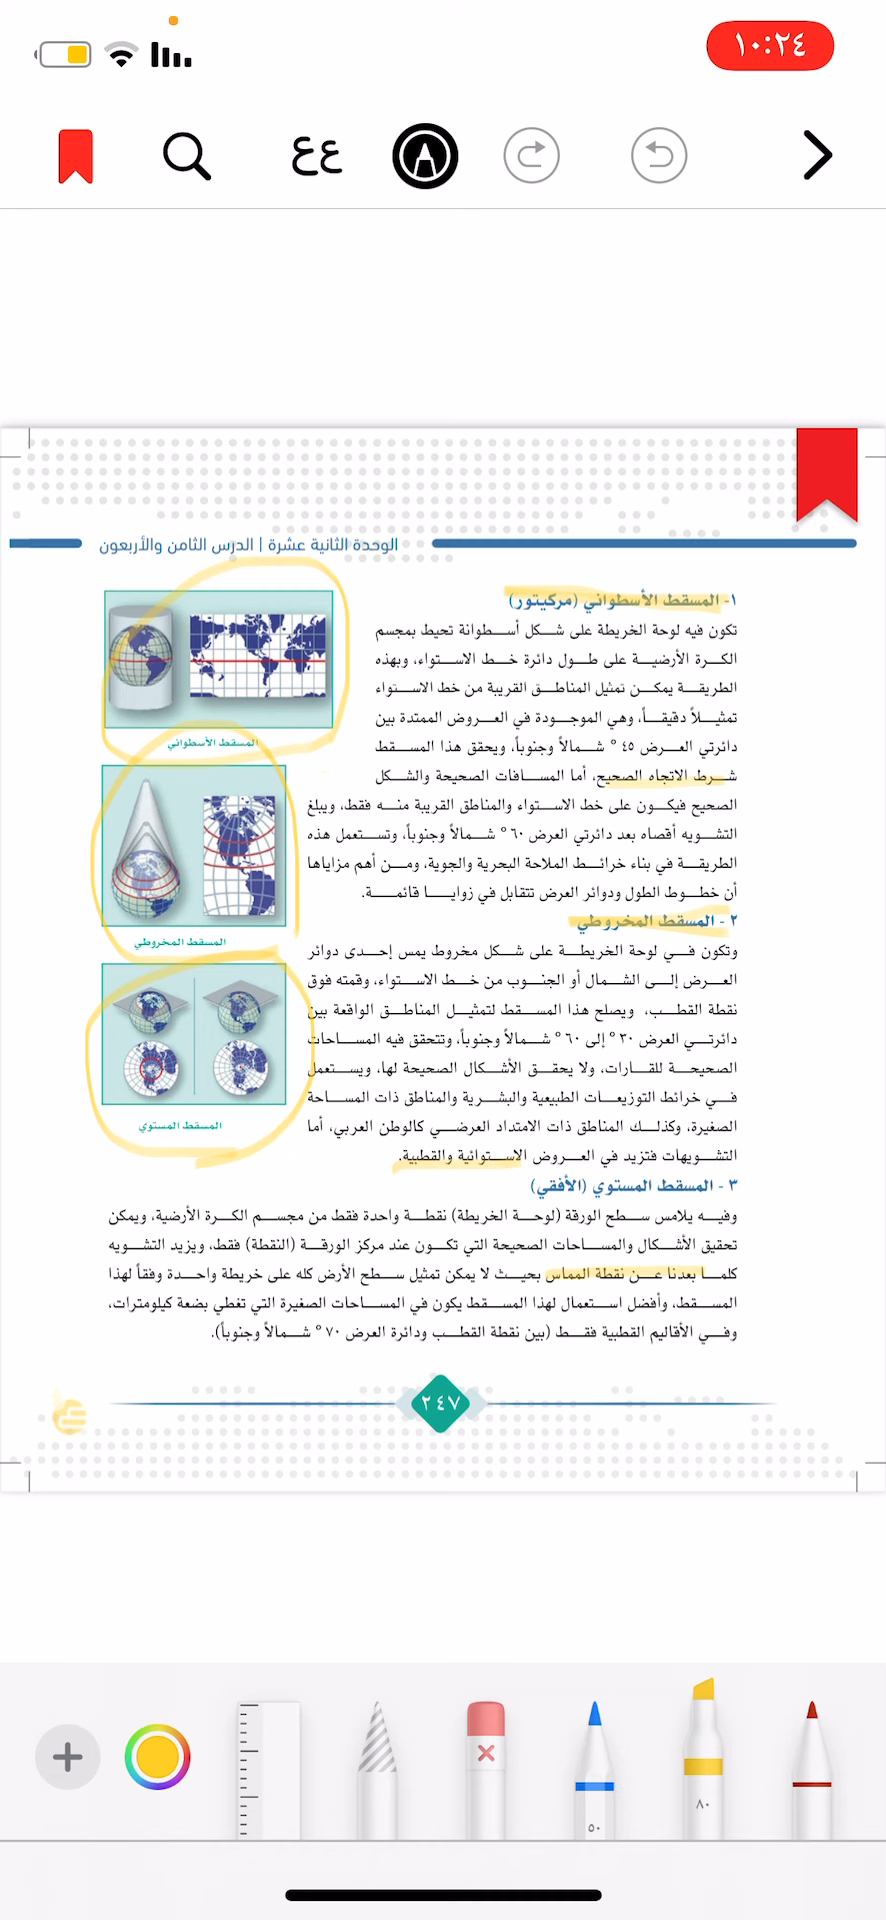 ١٠:٢٤
عع
الوحدة الثانية عشرة | الدرس الثامن والأربعون
١- المسقط الأسطواني (مركيتور)
تكون فيه لوحة الخريطة على شكل أسطوانة تحيط بمجسم
الكرة الأرضية على طول دائرة خط الاستواء، وبهذه
الطريقة يمكن تمثيل المناطق القريبة من خط الاستواء
تمثيلاً دقيقاً، وهي الموجودة في العروض الممتدة بين
دائرتي العرض ٤٥ ° شمالاً وجنوباً، ويحقق هذا المسقط
شرط الاتجاه الصحيح، أما المسافات الصحيحة والشكل
الصحيح فيكون على خط الاستواء والمناطق القريبة منه فقط، ويبلغ
التشويه أقصاه بعد دائرتي العرض ٦٠ ° شمالاً وجنوباً، وتستعمل هذه
الطريقة في بناء خرائط الملاحة البحرية والجوية، ومن أهم مزاياها
أن خطوط الطول ودوائر العرض تتقابل في زوايا قائمة.
المسقط الأسطواني
٢ - المسقط المخروطي
وتكون في لوحة الخريطة على شكل مخروط يمس إحدى دوائر
العرض إلى الشمال أو الجنوب من خط الاستواء، وقمته فوق
نقطة القطب، ويصلح هذا المسقط لتمثيل المناطق الواقعة بين
دائرتي العرض ٣٠ ° إلى ٦٠ ° شمالاً وجنوباً، وتتحقق فيه المساحات
الصحيحة للقارات، ولا يحقق الأشكال الصحيحة لها، ويستعمل
في خرائط التوزيعات الطبيعية والبشرية والمناطق ذات المساحة
الصغيرة، وكذلك المناطق ذات الامتداد العرضي كالوطن العربي، أما
التشويهات فتزيد في العروض الاستوائية والقطبية.
المسقط المخروطي
المسقط المستوي
٣ - المسقط المستوي (الأفقي)
وفيه يلامس سطح الورقة (لوحة الخريطة) نقطة واحدة فقط من مجسم الكرة الأرضية، ويمكن
تحقيق الأشكال والمساحات الصحيحة التي تكون عند مركز الورقة (النقطة) فقط، ويزيد التشويه
كلما بعدنا عن نقطة المماس بحيث لا يمكن تمثيل سطح الأرض كله على خريطة واحدة وفقاً لهذا
المسقط، وأفضل استعمال لهذا المسقط يكون في المساحات الصغيرة التي تغطي بضعة كيلومترات،
وفي الأقاليم القطبية فقط (بين نقطة القطب ودائرة العرض ٧٠ ° شمالاً وجنوباً).
٢٤٧
٥٠
٨٠